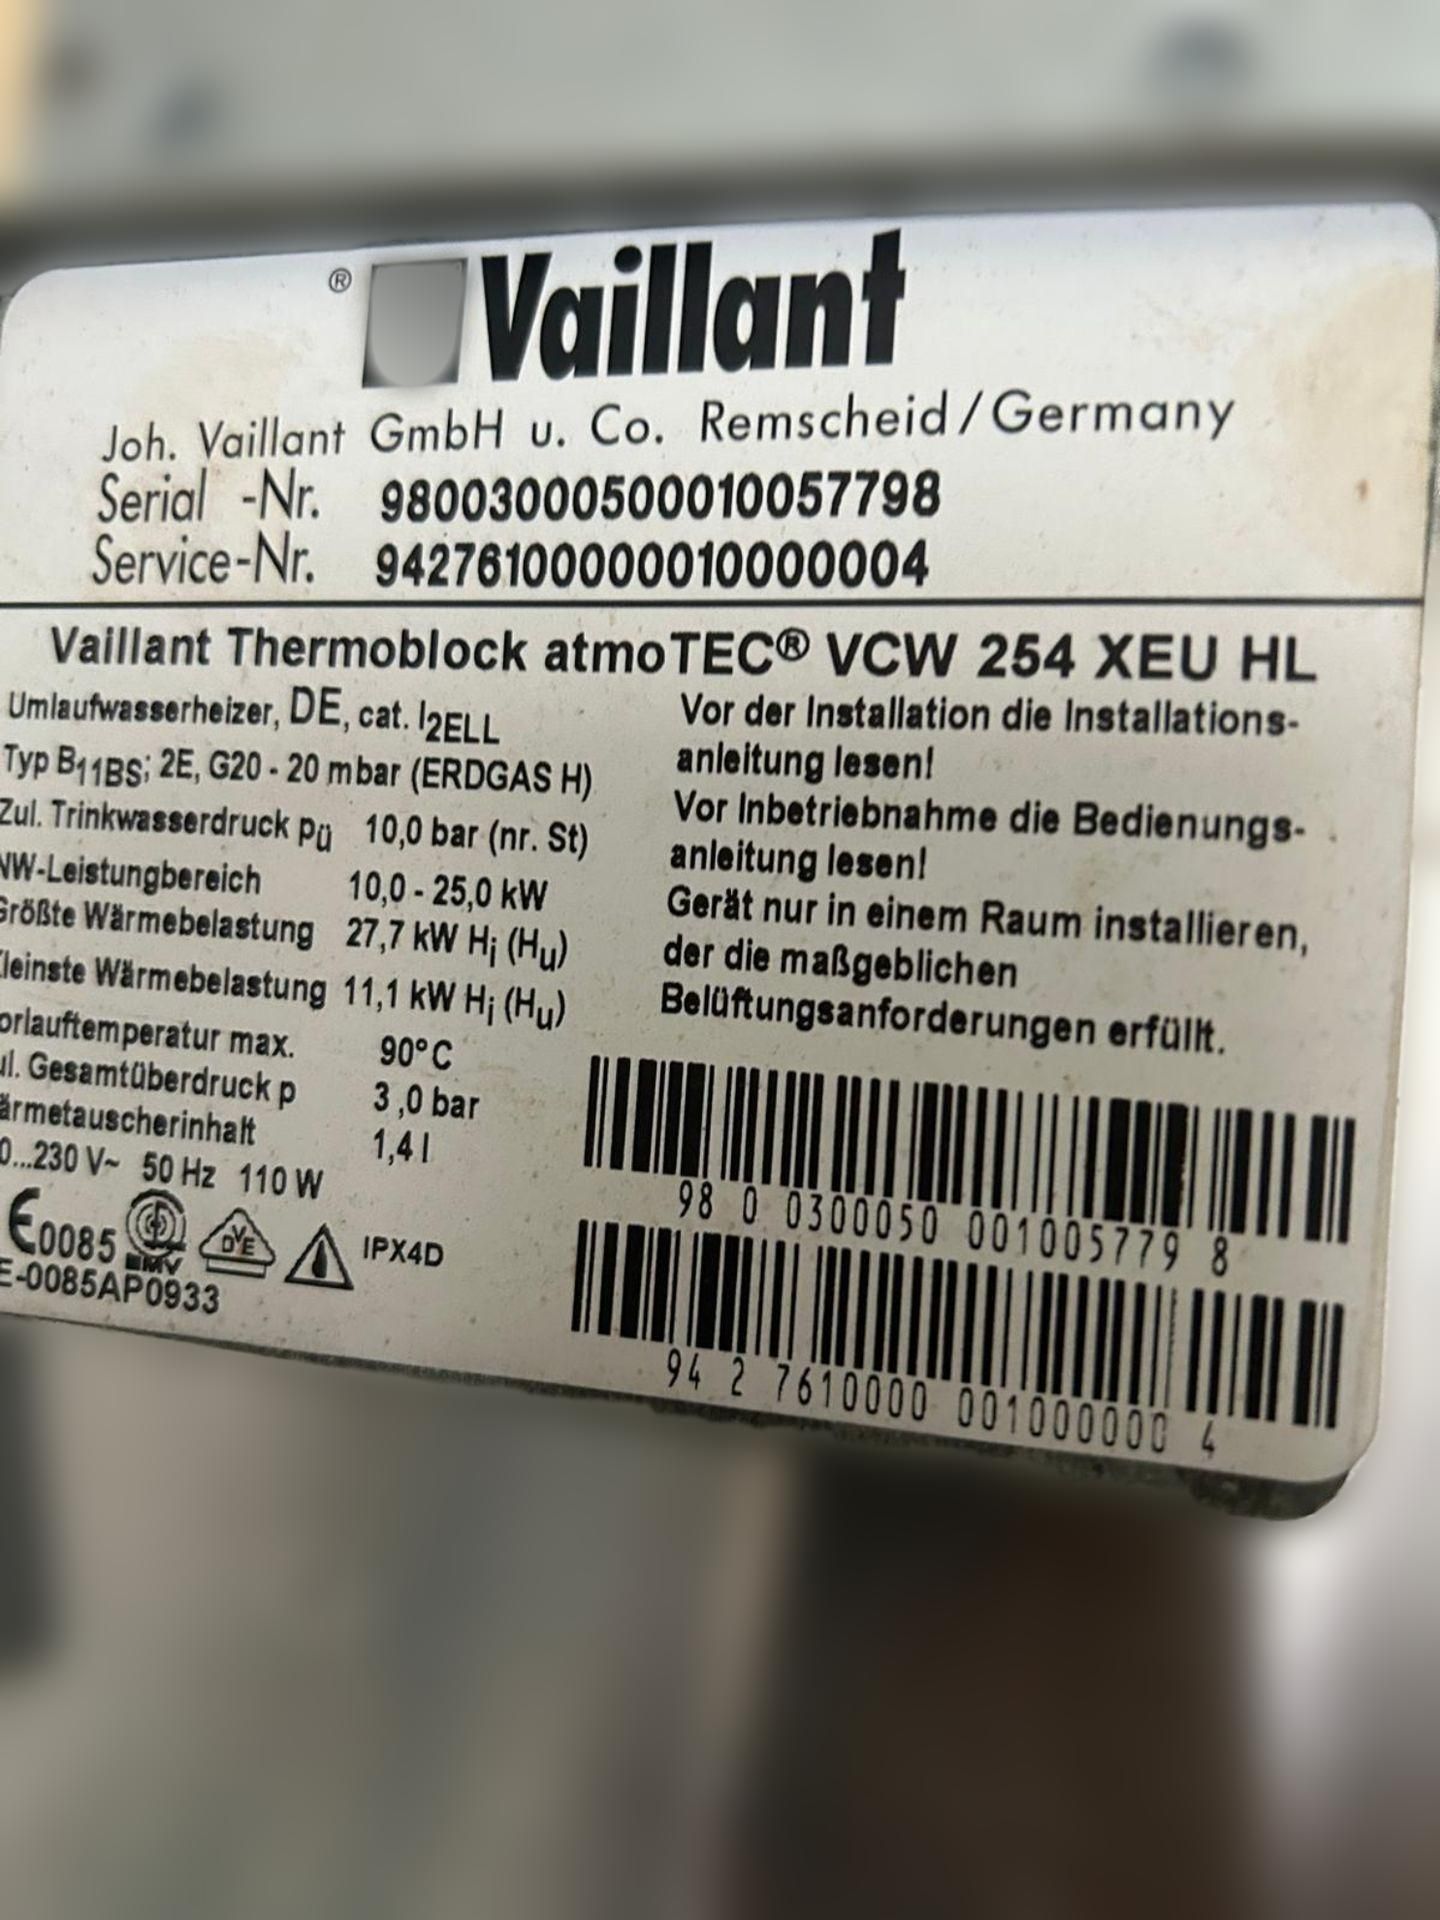 ® Vaillant
Joh. Vaillant GmbH u. Co. Remscheid/Germany
Serial -Nr. 98003000500010057798
Service-Nr. 94276100000010000004
Vaillant Thermoblock atmoTEC® VCW 254 XEU HL
Umlaufwasserheizer, DE, cat. I2ELL
Typ B11BS; 2E, G20 - 20 mbar (ERDGAS H)
Zul. Trinkwasserdruck pü 10,0 bar (nr. St)
NW-Leistungbereich 10,0 - 25,0 kW
Größte Wärmebelastung 27,7 kW Hi (Hu)
Kleinste Wärmebelastung 11,1 kW Hi (Hu)
orlauftemperatur max. 90°C
ul. Gesamtüberdruck p 3,0 bar
ärmetauscherinhalt 1,4 l
0...230 V~ 50 Hz 110 W
CE0085 EMV DVE IPX4D
E-0085AP0933
Vor der Installation die Installations-
anleitung lesen!
Vor Inbetriebnahme die Bedienungs-
anleitung lesen!
Gerät nur in einem Raum installieren,
der die maßgeblichen
Belüftungsanforderungen erfüllt.
98 0 0300050 001005779 8
94 2 7610000 001000000 4